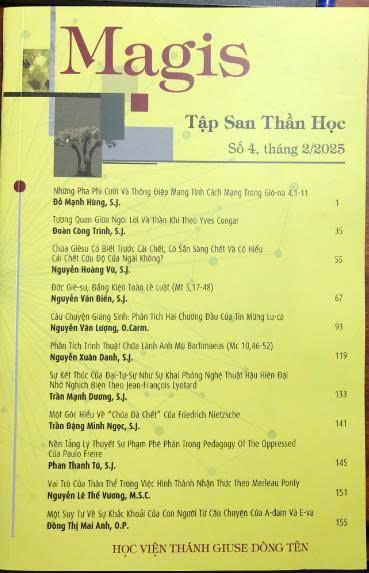 Magis
Tập San Thần Học
Số 4, tháng 2/2025
Những Pha Phì Cười Và Thông Điệp Mang Tính Cách Mạng Trong Gio-na 4,1-11
Đỗ Mạnh Hùng, S.J. 1
Tương Quan Giữa Ngôi Lời Và Thần Khí Theo Yves Congar
Đoàn Công Trình, S.J. 35
Chúa Giêsu Có Biết Trước Cái Chết, Có Sẵn Sàng Chết Và Có Hiểu
Cái Chết Cứu Độ Của Ngài Không? 55
Nguyễn Hoàng Vũ, S.J.
Đức Giê-su, Đấng Kiện Toàn Lề Luật (Mt 5,17-48)
Nguyễn Văn Biển, S.J. 67
Câu Chuyện Giáng Sinh: Phân Tích Hai Chương Đầu Của Tin Mừng Lu-ca
Nguyễn Văn Lượng, O.Carm. 93
Phân Tích Trình Thuật Chữa Lành Anh Mù Bartimaeus (Mc 10,46-52)
Nguyễn Xuân Danh, S.J. 119
Sự Kết Thúc Của Đại-Tự-Sự Như Sự Khai Phóng Nghệ Thuật Hậu Hiện Đại
Nhờ Nghịch Biện Theo Jean-François Lyotard
Trần Mạnh Dương, S.J. 133
Một Góc Hiểu Về "Chúa Đã Chết" Của Friedrich Nietzsche
Trần Đặng Minh Ngọc, S.J. 141
Nền Tảng Lý Thuyết Sư Phạm Phê Phán Trong Pedagogy Of The Oppressed
Của Paulo Freire 145
Phan Thanh Tú, S.J.
Vai Trò Của Thân Thể Trong Việc Hình Thành Nhận Thức Theo Merleau Ponty
Nguyễn Lê Thế Vương, M.S.C. 151
Một Suy Tư Về Sự Khắc Khoải Của Con Người Từ Câu Chuyện Của A-đam Và E-va
Đồng Thị Mai Anh, O.P. 155
HỌC VIỆN THÁNH GIUSE DÒNG TÊN